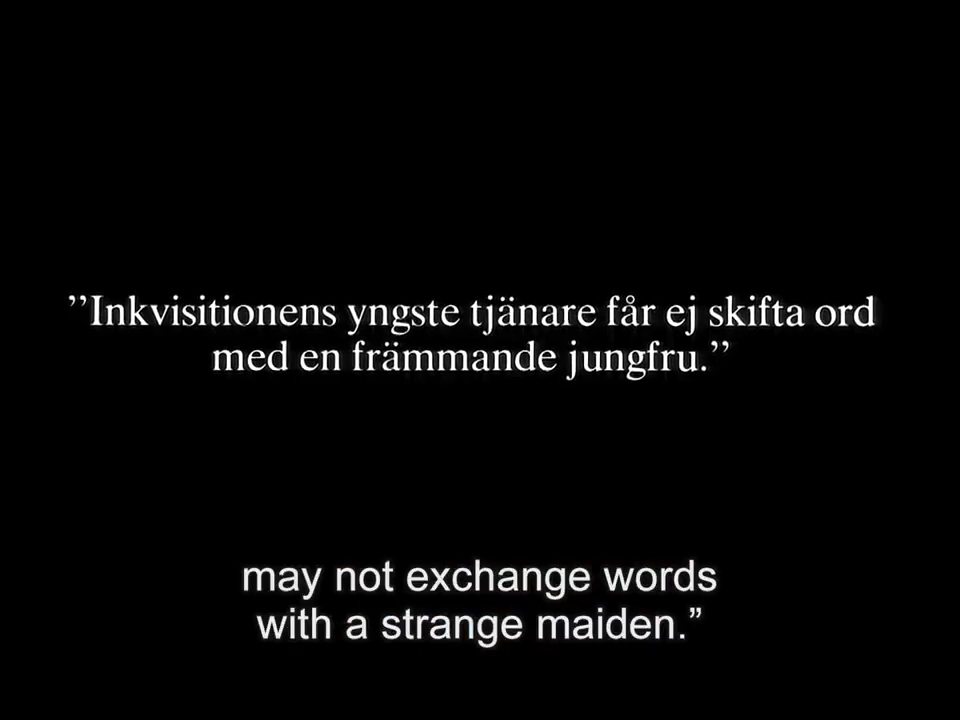 ”Inkvisitionens yngste tjänare får ej skifta ord
med en främmande jungfru.”
may not exchange words
with a strange maiden.”